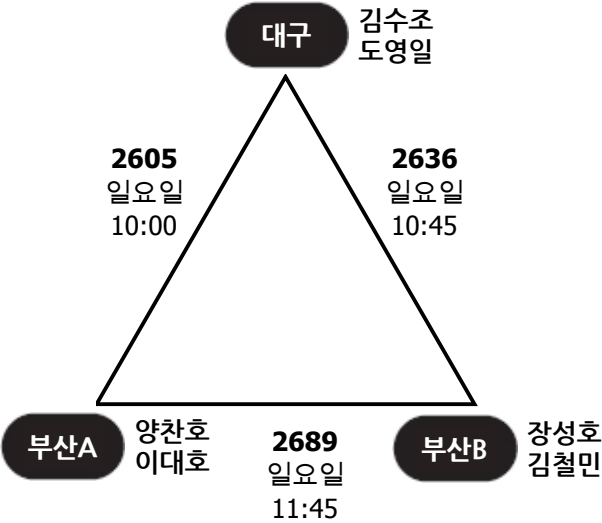 대구
김수조
도영일
2605
일요일
10:00
2636
일요일
10:45
부산A
양찬호
이대호
2689
일요일
11:45
부산B
장성호
김철민